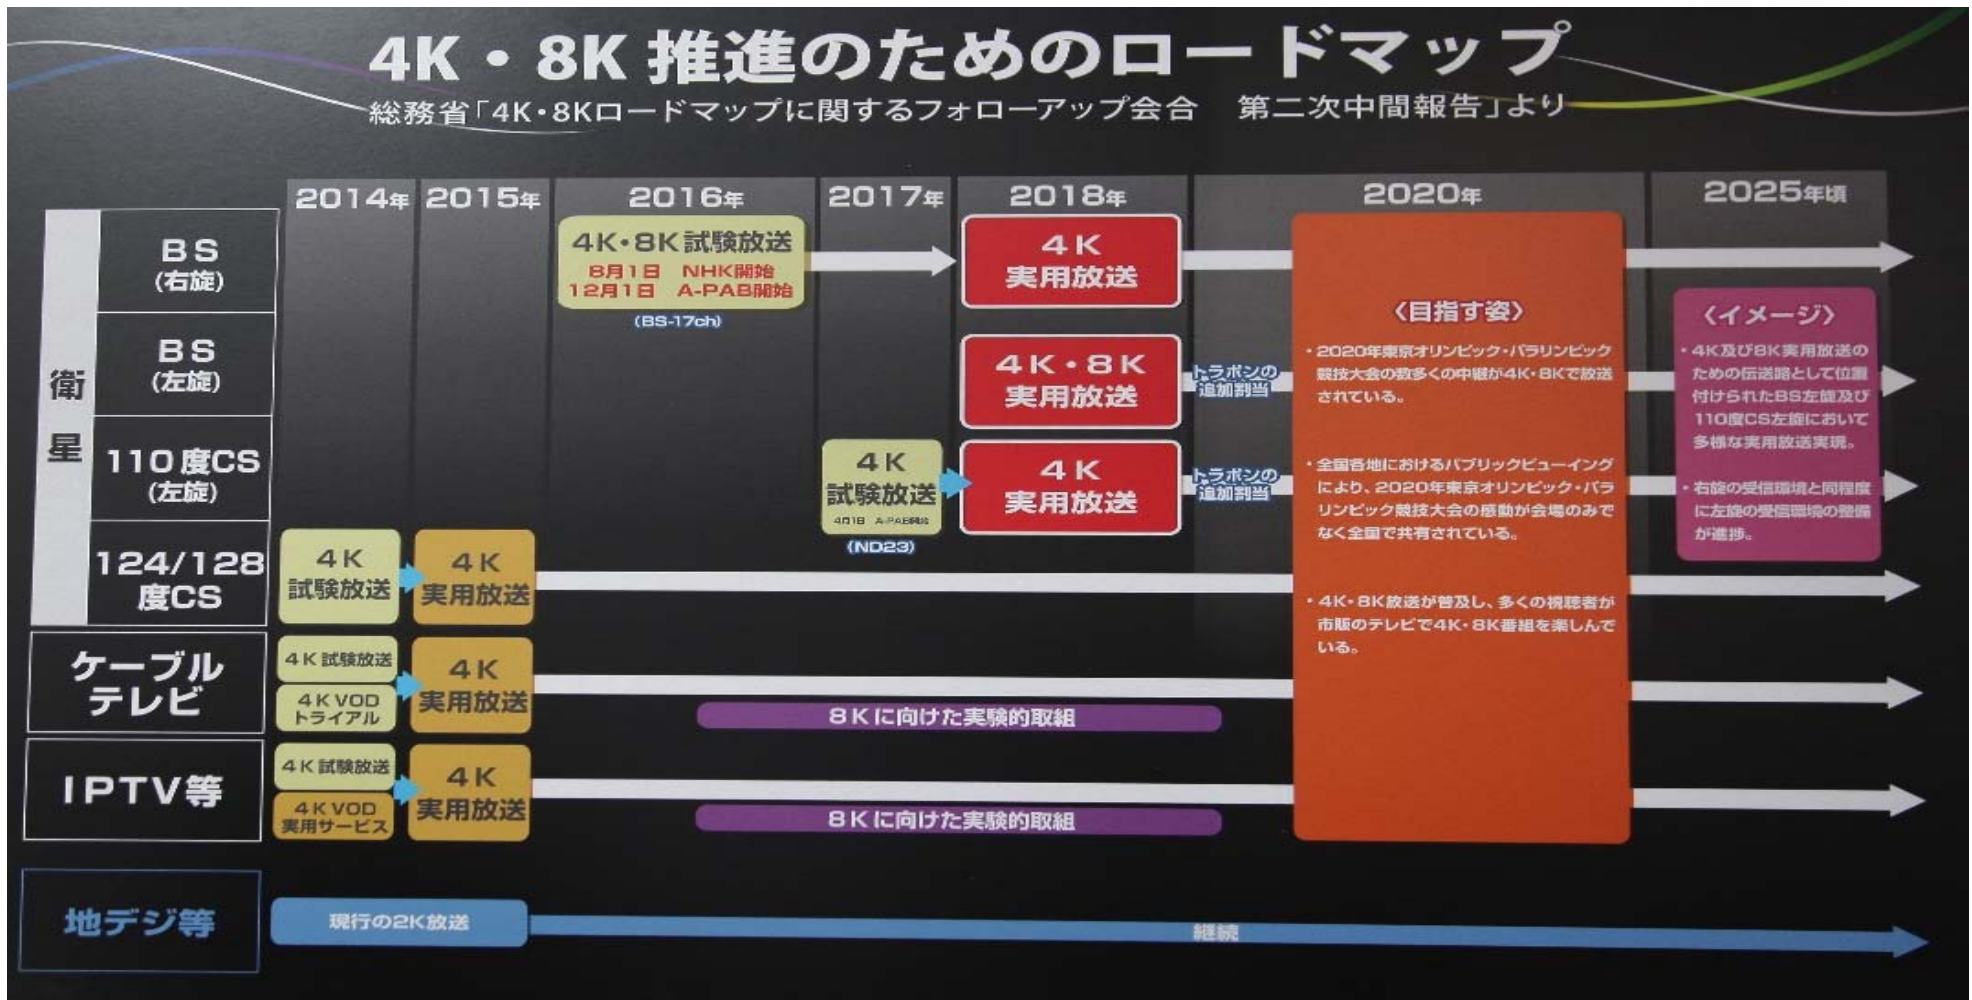 4K・8K 推進のためのロードマップ
総務省「4K・8Kロードマップに関するフォローアップ会合　第二次中間報告」より
2014年
2015年
2016年
2017年
2018年
2020年
2025年頃
衛星
BS
(右旋)
4K・8K 試験放送
8月1日　NHK開始
12月1日　A-PAB開始
(BS-17ch)
4K
実用放送
BS
(左旋)
4K・8K
実用放送
トラポンの
追加割当
110度CS
(左旋)
4K
試験放送
4月1日　A-PAB開始
(ND23)
4K
実用放送
トラポンの
追加割当
124/128
度CS
4K
試験放送
4K
実用放送
ケーブル
テレビ
4K 試験放送
4K VOD
トライアル
4K
実用放送
8Kに向けた実験的取組
IPTV等
4K 試験放送
4K VOD
実用サービス
4K
実用放送
8Kに向けた実験的取組
地デジ等
現行の2K放送
継続
〈目指す姿〉
・2020年東京オリンピック・パラリンピック
競技大会の数多くの中継が4K・8Kで放送
されている。
・全国各地におけるパブリックビューイング
により、2020年東京オリンピック・パラ
リンピック競技大会の感動が会場のみで
なく全国で共有されている。
・4K・8K放送が普及し、多くの視聴者が
市販のテレビで4K・8K番組を楽しんで
いる。
〈イメージ〉
・4K及び8K実用放送の
ための伝送路として位置
付けられたBS左旋及び
110度CS左旋において
多様な実用放送実現。
・右旋の受信環境と同程度
に左旋の受信環境の整備
が進捗。